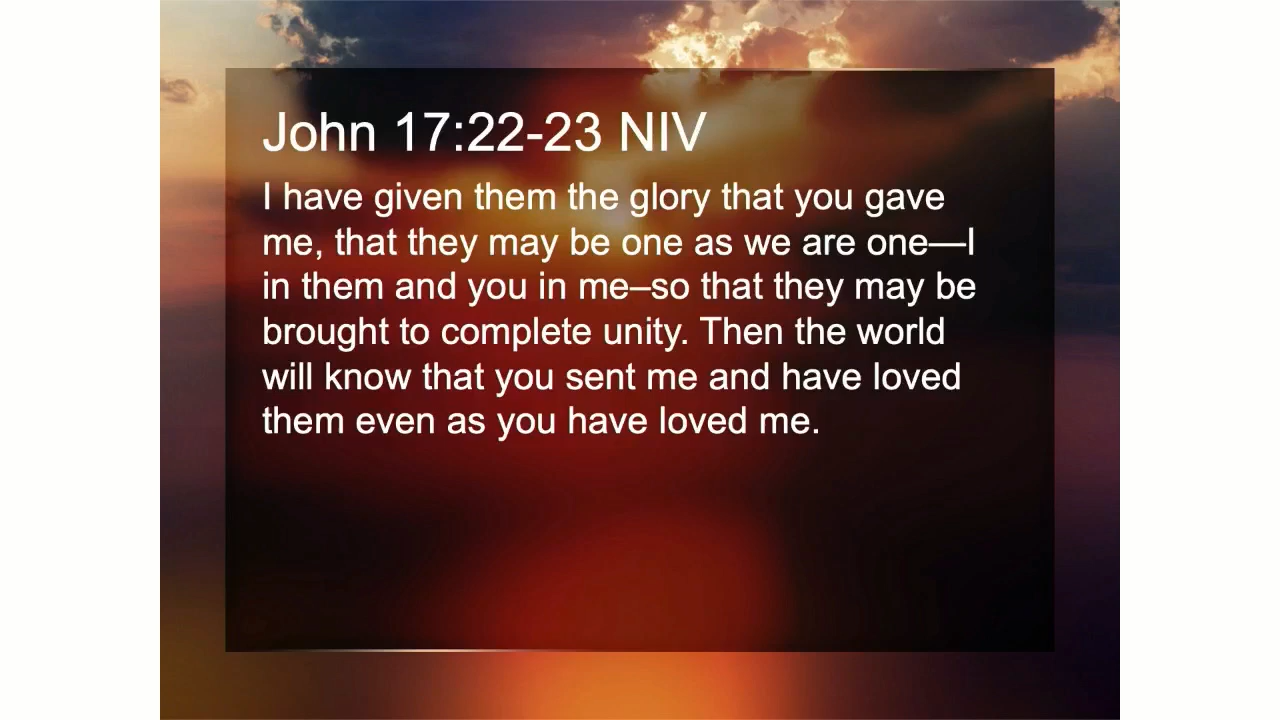 John 17:22-23 NIV
I have given them the glory that you gave
me, that they may be one as we are one—I
in them and you in me–so that they may be
brought to complete unity. Then the world
will know that you sent me and have loved
them even as you have loved me.